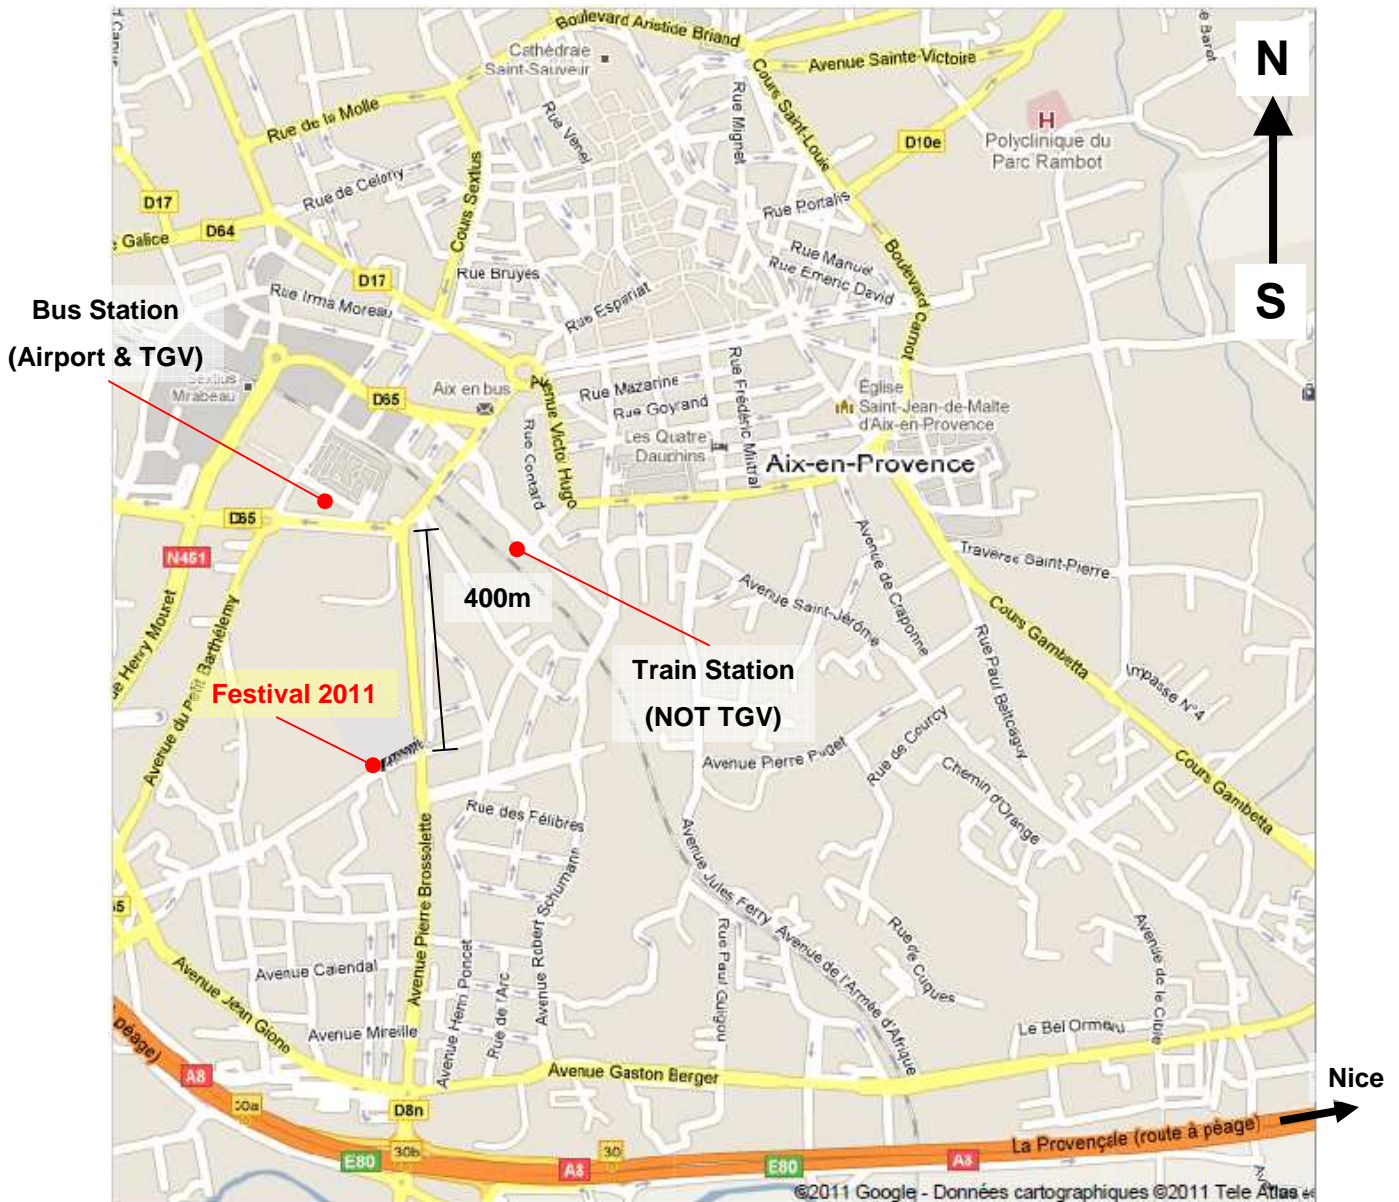 Boulevard Aristide Briand
Cathédrale
Saint-Sauveur
Avenue Sainte-Victoire
N
Rue de la Molle
Rue Venel
Rue Mignet
Cours Saint-Louis
D10e
H
Polyclinique du
Parc Rambot
Rue de Celony
Cours Sextius
D17
D64
Galice
Rue Portalis
Rue Manuel
Rue Emeric David
Boulevard Carnot
S
D17
Rue Bruyes
Rue Irma Moreau
Rue Espariat
Bus Station
(Airport & TGV)
Sextius
Mirabeau
D65
Aix en bus
Avenue Victor Hugo
Rue Mazarine
Rue Goyrand
Rue Frédéric Mistral
Église
Saint-Jean-de-Malte
d'Aix-en-Provence
Les Quatre
Dauphins
Rue Contard
Aix-en-Provence
D65
N451
400m
Avenue de Craponne
Traverse Saint-Pierre
Avenue Saint-Jérôme
Cours Gambetta
Henry Mouret
Avenue du Petit Barthélemy
Train Station
(NOT TGV)
Festival 2011
Rue Paul Beltcaguy
Impasse N°4
Avenue Pierre Puget
Rue de Courcy
Chemin d'Orange
Cours Gambetta
Rue des Félibres
Avenue Pierre Brossolette
Avenue Robert Schumann
Avenue Jules Ferry
Avenue de l'Armée d'Afrique
Rue de Cuques
Rue Paul Guigou
Avenue de la Cible
65
Avenue Calendal
Avenue Jean Giono
Avenue Mireille
Avenue Henri Poncet
Rue de l'Arc
Le Bel Ormeau
Avenue Gaston Berger
péage)
A8
D8n
30a
30b
30
Nice
La Provençale (route à péage)
E80
A8
E80
A8
©2011 Google - Données cartographiques ©2011 Tele Atlas